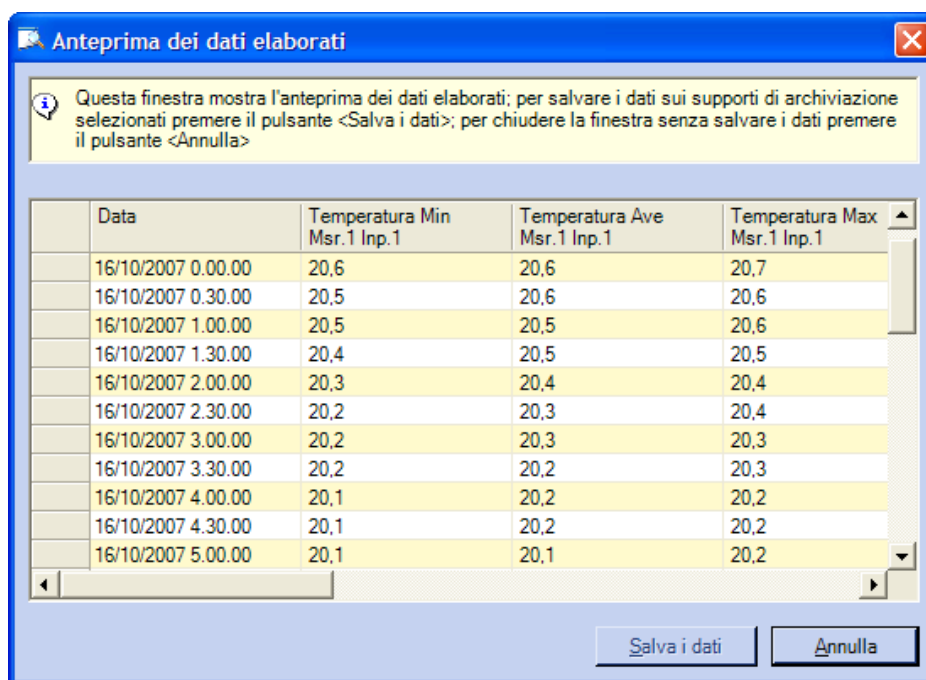 Anteprima dei dati elaborati
Questa finestra mostra l'anteprima dei dati elaborati; per salvare i dati sui supporti di archiviazione
selezionati premere il pulsante <Salva i dati>; per chiudere la finestra senza salvare i dati premere
il pulsante <Annulla>
Data Temperatura Min Temperatura Ave Temperatura Max
Msr.1 Inp.1 Msr.1 Inp.1 Msr.1 Inp.1
16/10/2007 0.00.00 20,6 20,6 20,7
16/10/2007 0.30.00 20,5 20,6 20,6
16/10/2007 1.00.00 20,5 20,5 20,6
16/10/2007 1.30.00 20,4 20,5 20,5
16/10/2007 2.00.00 20,3 20,4 20,4
16/10/2007 2.30.00 20,2 20,3 20,4
16/10/2007 3.00.00 20,2 20,3 20,3
16/10/2007 3.30.00 20,2 20,2 20,3
16/10/2007 4.00.00 20,1 20,2 20,2
16/10/2007 4.30.00 20,1 20,2 20,2
16/10/2007 5.00.00 20,1 20,1 20,2
Salva i dati Annulla